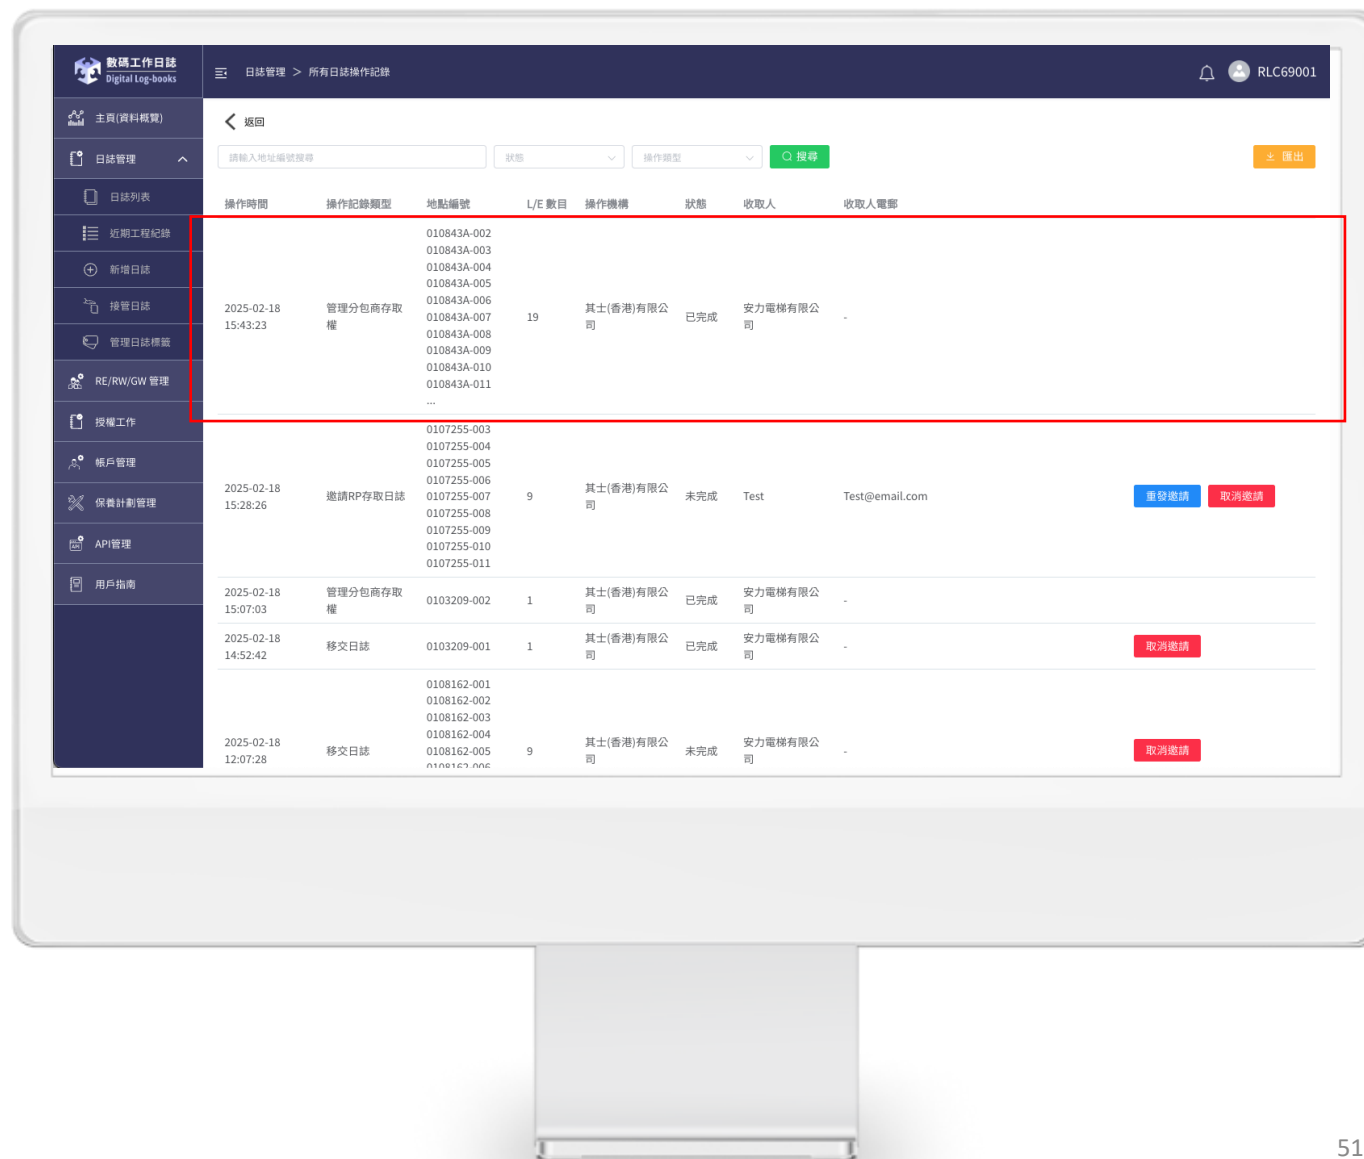 數碼工作日誌
Digital Log-books
日誌管理 > 所有日誌操作記錄
RLC69001
主頁(資料概覽)
日誌管理
日誌列表
近期工程紀錄
新增日誌
接管日誌
管理日誌標籤
RE/RW/GW 管理
授權工作
帳戶管理
保養計劃管理
API管理
用戶指南
返回
請輸入地址編號搜尋
狀態
操作類型
搜尋
匯出
操作時間 操作記錄類型 地點編號 L/E 數目 操作機構 狀態 收取人 收取人電郵
2025-02-18
15:43:23
管理分包商存取
權
010843A-002
010843A-003
010843A-004
010843A-005
010843A-006
010843A-007
010843A-008
010843A-009
010843A-010
010843A-011
...
19
其士(香港)有限公
司
已完成
安力電梯有限公
司
-
2025-02-18
15:28:26
邀請RP存取日誌
0107255-003
0107255-004
0107255-005
0107255-006
0107255-007
0107255-008
0107255-009
0107255-010
0107255-011
9
其士(香港)有限公
司
未完成
Test
Test@email.com
重發邀請
取消邀請
2025-02-18
15:07:03
管理分包商存取
權
0103209-002
1
其士(香港)有限公
司
已完成
安力電梯有限公
司
-
2025-02-18
14:52:42
移交日誌
0103209-001
1
其士(香港)有限公
司
已完成
安力電梯有限公
司
-
取消邀請
2025-02-18
12:07:28
移交日誌
0108162-001
0108162-002
0108162-003
0108162-004
0108162-005
0108162-006
9
其士(香港)有限公
司
未完成
安力電梯有限公
司
-
取消邀請
51